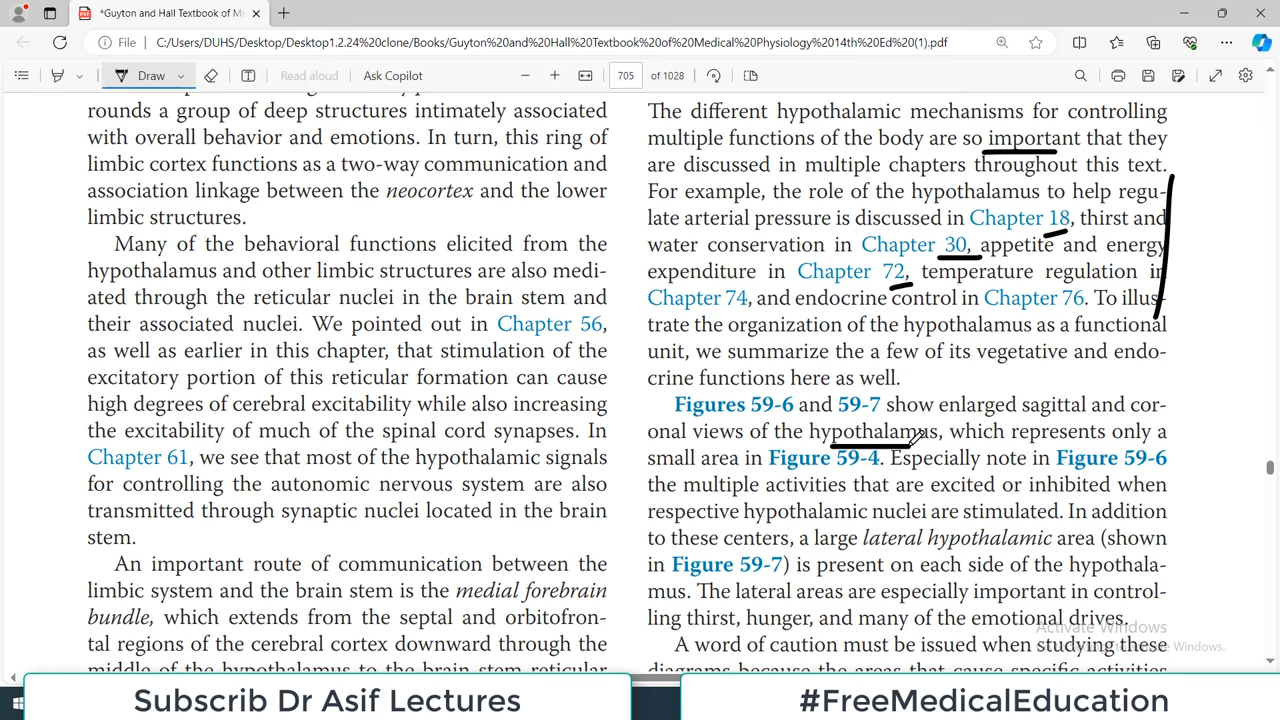 *Guyton and Hall Textbook of Me
File
C:/Users/DUHS/Desktop/Desktop1.2.24%20clone/Books/Guyton%20and%20Hall%20Textbook%20of%20Medical%20Physiology%2014th%20Ed%20(1).pdf
Draw
Read aloud
Ask Copilot
705 of 1028
rounds a group of deep structures intimately associated
with overall behavior and emotions. In turn, this ring of
limbic cortex functions as a two-way communication and
association linkage between the neocortex and the lower
limbic structures.
Many of the behavioral functions elicited from the
hypothalamus and other limbic structures are also medi-
ated through the reticular nuclei in the brain stem and
their associated nuclei. We pointed out in Chapter 56,
as well as earlier in this chapter, that stimulation of the
excitatory portion of this reticular formation can cause
high degrees of cerebral excitability while also increasing
the excitability of much of the spinal cord synapses. In
Chapter 61, we see that most of the hypothalamic signals
for controlling the autonomic nervous system are also
transmitted through synaptic nuclei located in the brain
stem.
An important route of communication between the
limbic system and the brain stem is the medial forebrain
bundle, which extends from the septal and orbitofron-
tal regions of the cerebral cortex downward through the
middle of the hypothalamus to the brain stem reticular
The different hypothalamic mechanisms for controlling
multiple functions of the body are so important that they
are discussed in multiple chapters throughout this text.
For example, the role of the hypothalamus to help regu-
late arterial pressure is discussed in Chapter 18, thirst and
water conservation in Chapter 30, appetite and energy
expenditure in Chapter 72, temperature regulation in
Chapter 74, and endocrine control in Chapter 76. To illus-
trate the organization of the hypothalamus as a functional
unit, we summarize the a few of its vegetative and endo-
crine functions here as well.
Figures 59-6 and 59-7 show enlarged sagittal and cor-
onal views of the hypothalamus, which represents only a
small area in Figure 59-4. Especially note in Figure 59-6
the multiple activities that are excited or inhibited when
respective hypothalamic nuclei are stimulated. In addition
to these centers, a large lateral hypothalamic area (shown
in Figure 59-7) is present on each side of the hypothala-
mus. The lateral areas are especially important in control-
ling thirst, hunger, and many of the emotional drives.
A word of caution must be issued when studying these
diagrams because the areas that cause specific activities
Activate Windows
Subscrib Dr Asif Lectures
#FreeMedicalEducation